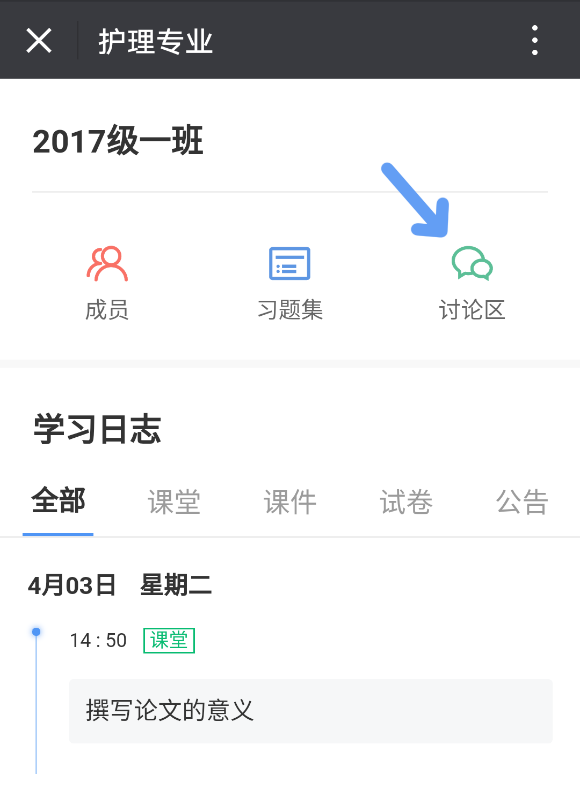 护理专业
2017级一班
成员 习题集 讨论区
学习日志
全部 课堂 课件 试卷 公告
4月03日 星期二
14 : 50 课堂
撰写论文的意义